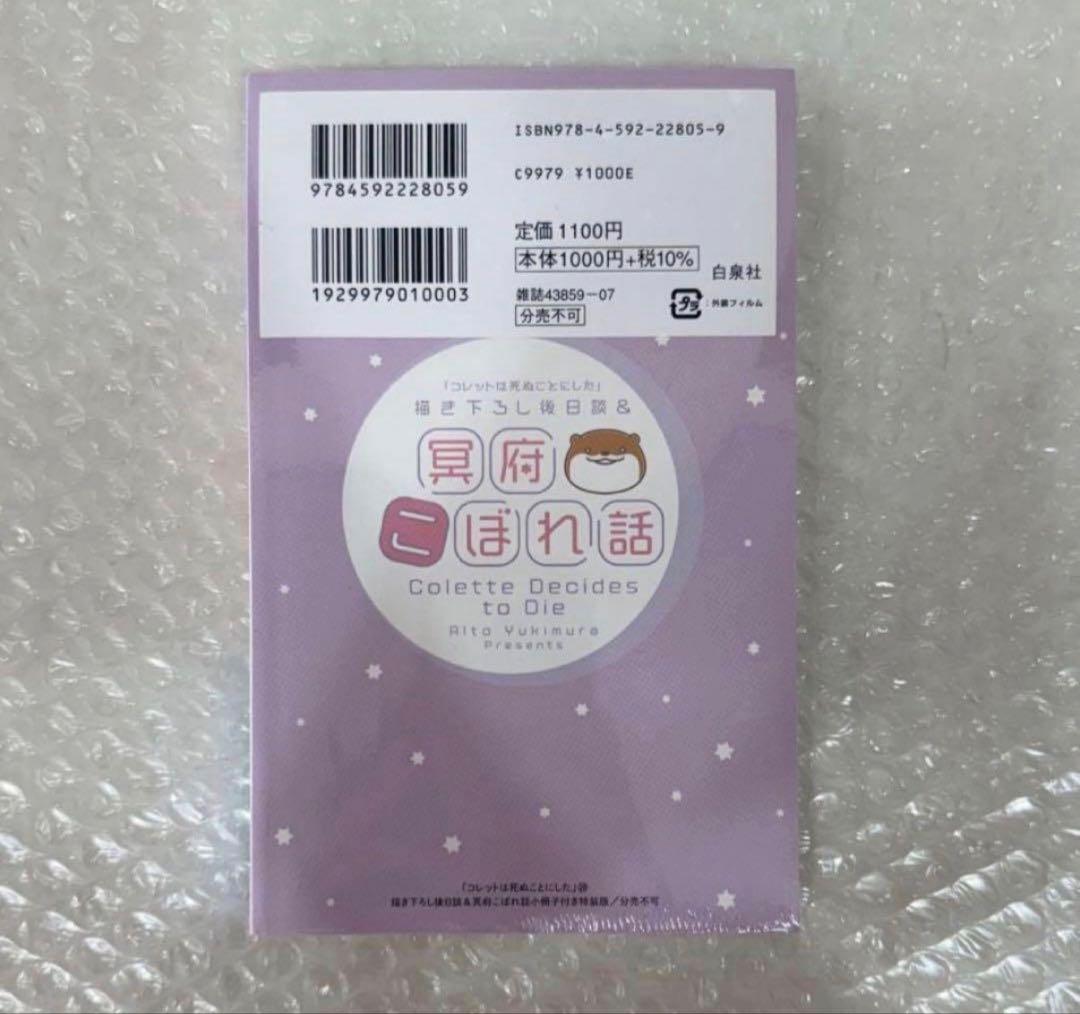 ISBN978-4-592-22805-9
9784592228059
C9979 ¥1000E
定価1100円
本体1000円+税10%
白泉社
1929979010003
雑誌43859-07
プラ:外装フィルム
分売不可
「コレットは死ぬことにした」
描き下ろし後日談&
冥府
こぼれ話
Colette Decides
to Die
Alto Yukimura
Presents
「コレットは死ぬことにした」⑳
描き下ろし後日談&冥府こぼれ話小冊子付き特装版/分売不可